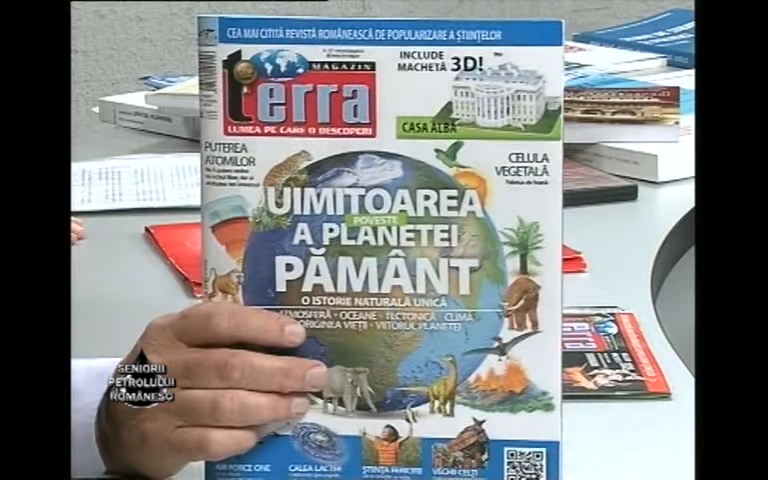 CEA MAI CITITĂ REVISTĂ ROMÂNEASCĂ DE POPULARIZARE A ȘTIINȚELOR
MAGAZIN
terra
LUMEA PE CARE O DESCOPERI
INCLUDE
MACHETĂ 3D!
CASA ALBĂ
PUTEREA
ATOMILOR
CELULA
VEGETALĂ
UIMITOAREA
POVESTE
A PLANETEI
PĂMÂNT
O ISTORIE NATURALĂ UNICĂ
ATMOSFERĂ · OCEANE · TECTONICĂ · CLIMĂ
ORIGINEA VIEȚII · VIITORUL PLANETEI
AIR FORCE ONE
CALEA LACTEE
ȘTIINȚA FERICIRII
VECHII CELȚI
SENIORII
PETROLULUI
ROMÂNESC